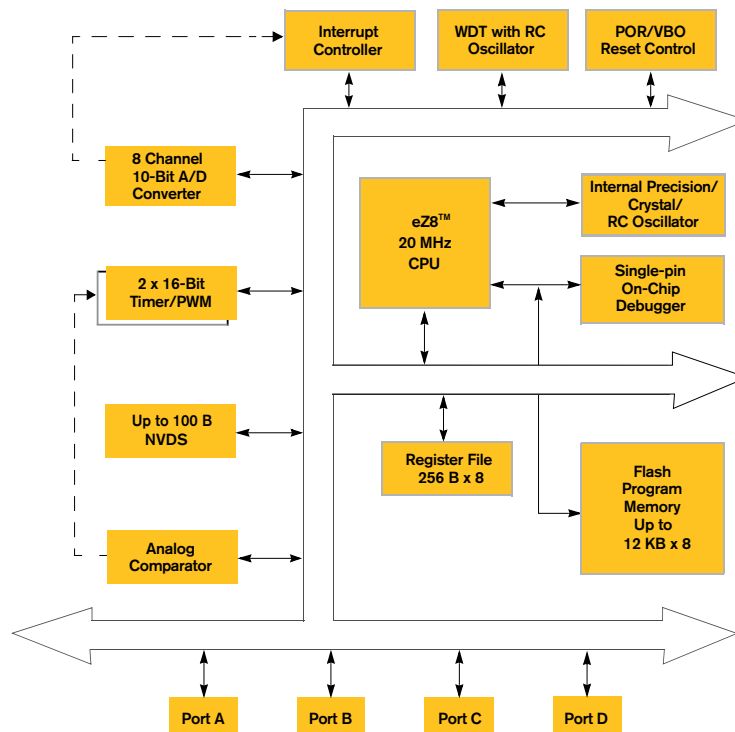 Interrupt
Controller
WDT with RC
Oscillator
POR/VBO
Reset Control
8 Channel
10-Bit A/D
Converter
eZ8™
20 MHz
CPU
Internal Precision/
Crystal/
RC Oscillator
2 x 16-Bit
Timer/PWM
Single-pin
On-Chip
Debugger
Up to 100 B
NVDS
Register File
256 B x 8
Flash
Program
Memory
Up to
12 KB x 8
Analog
Comparator
Port A
Port B
Port C
Port D